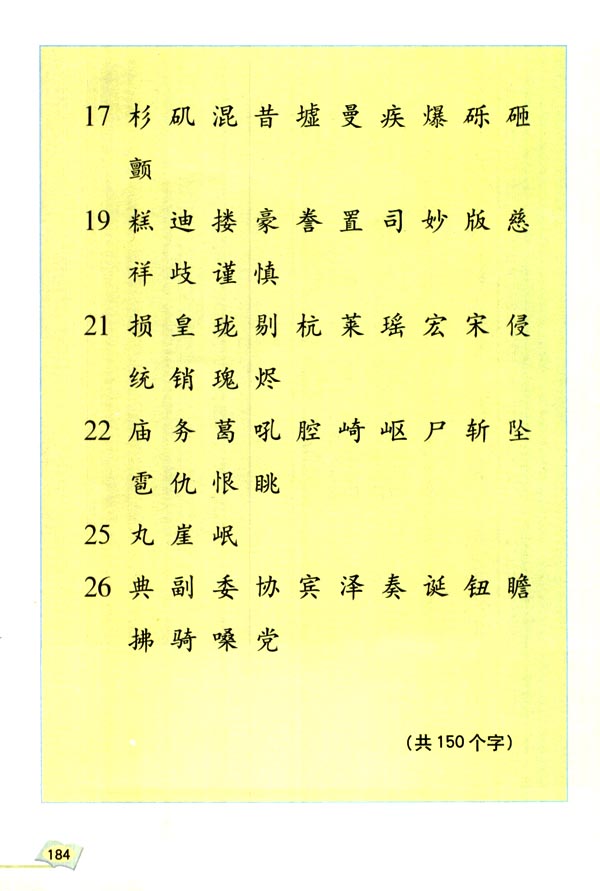 17 杉 矶 混 昔 墟 曼 疾 爆 砾 砸
颤
19 糕 迪 搂 豪 誊 置 司 妙 版 慈
祥 歧 谨 慎
21 损 皇 珑 剔 杭 莱 瑶 宏 宋 侵
统 销 瑰 烬
22 庙 务 葛 吼 腔 崎 岖 尸 斩 坠
雹 仇 恨 眺
25 丸 崖 岷
26 典 副 委 协 宾 泽 奏 诞 钮 瞻
拂 骑 嗓 党
(共150个字)
184